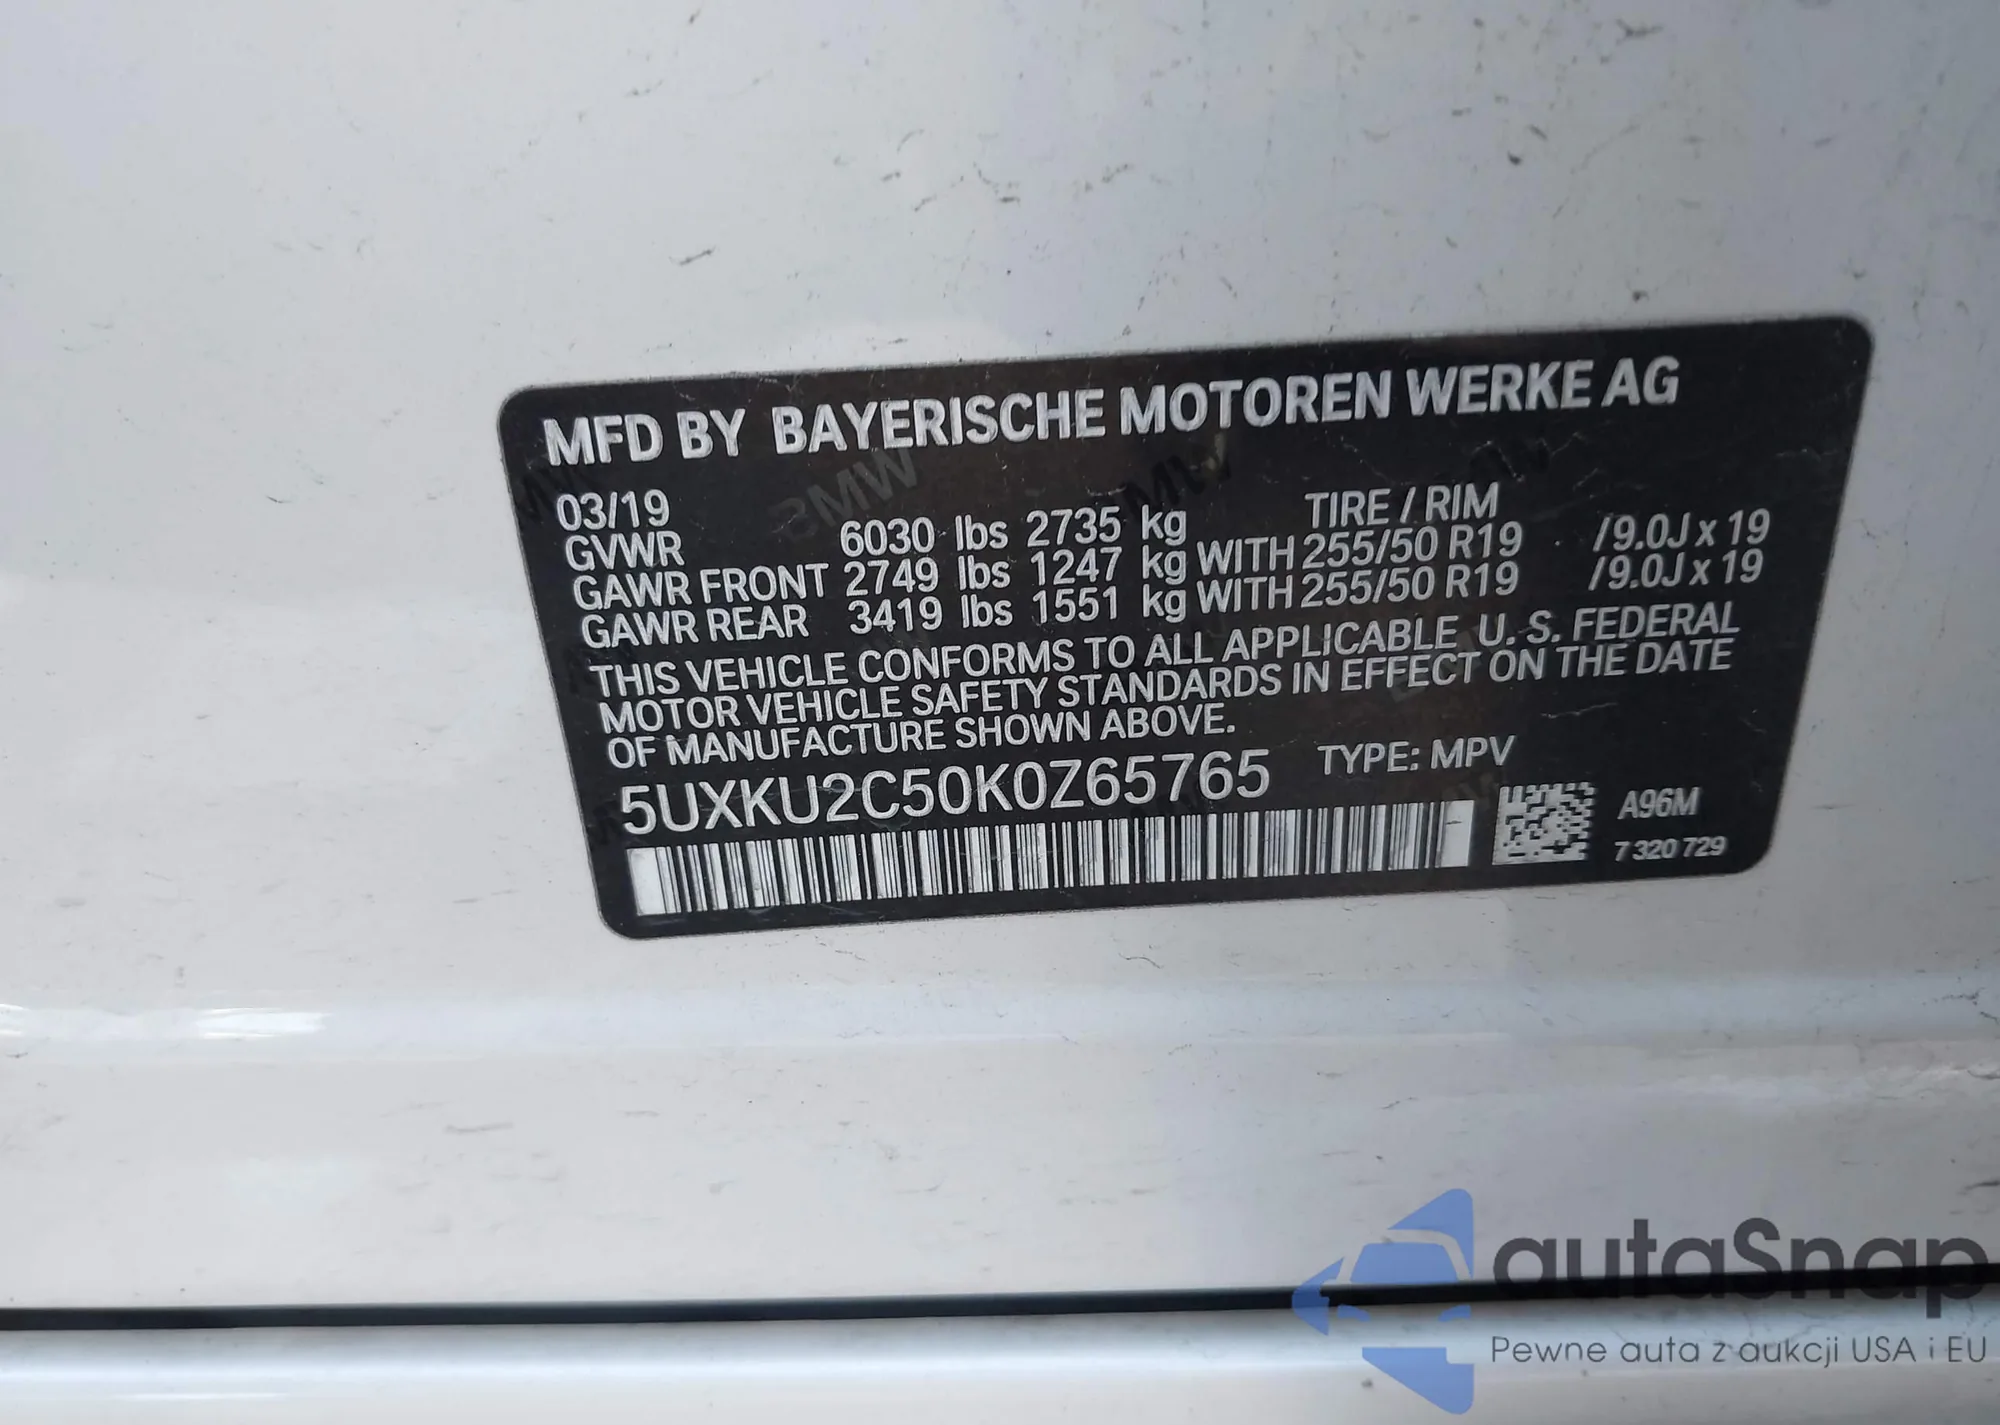 MFD BY BAYERISCHE MOTOREN WERKE AG
03/19 TIRE / RIM
GVWR 6030 lbs 2735 kg
GAWR FRONT 2749 lbs 1247 kg WITH 255/50 R19 /9.0J x 19
GAWR REAR 3419 lbs 1551 kg WITH 255/50 R19 /9.0J x 19
THIS VEHICLE CONFORMS TO ALL APPLICABLE U. S. FEDERAL
MOTOR VEHICLE SAFETY STANDARDS IN EFFECT ON THE DATE
OF MANUFACTURE SHOWN ABOVE.
5UXKU2C50K0Z65765 TYPE: MPV
A96M
7 320 729
autaSnap
Pewne auta z aukcji USA i EU